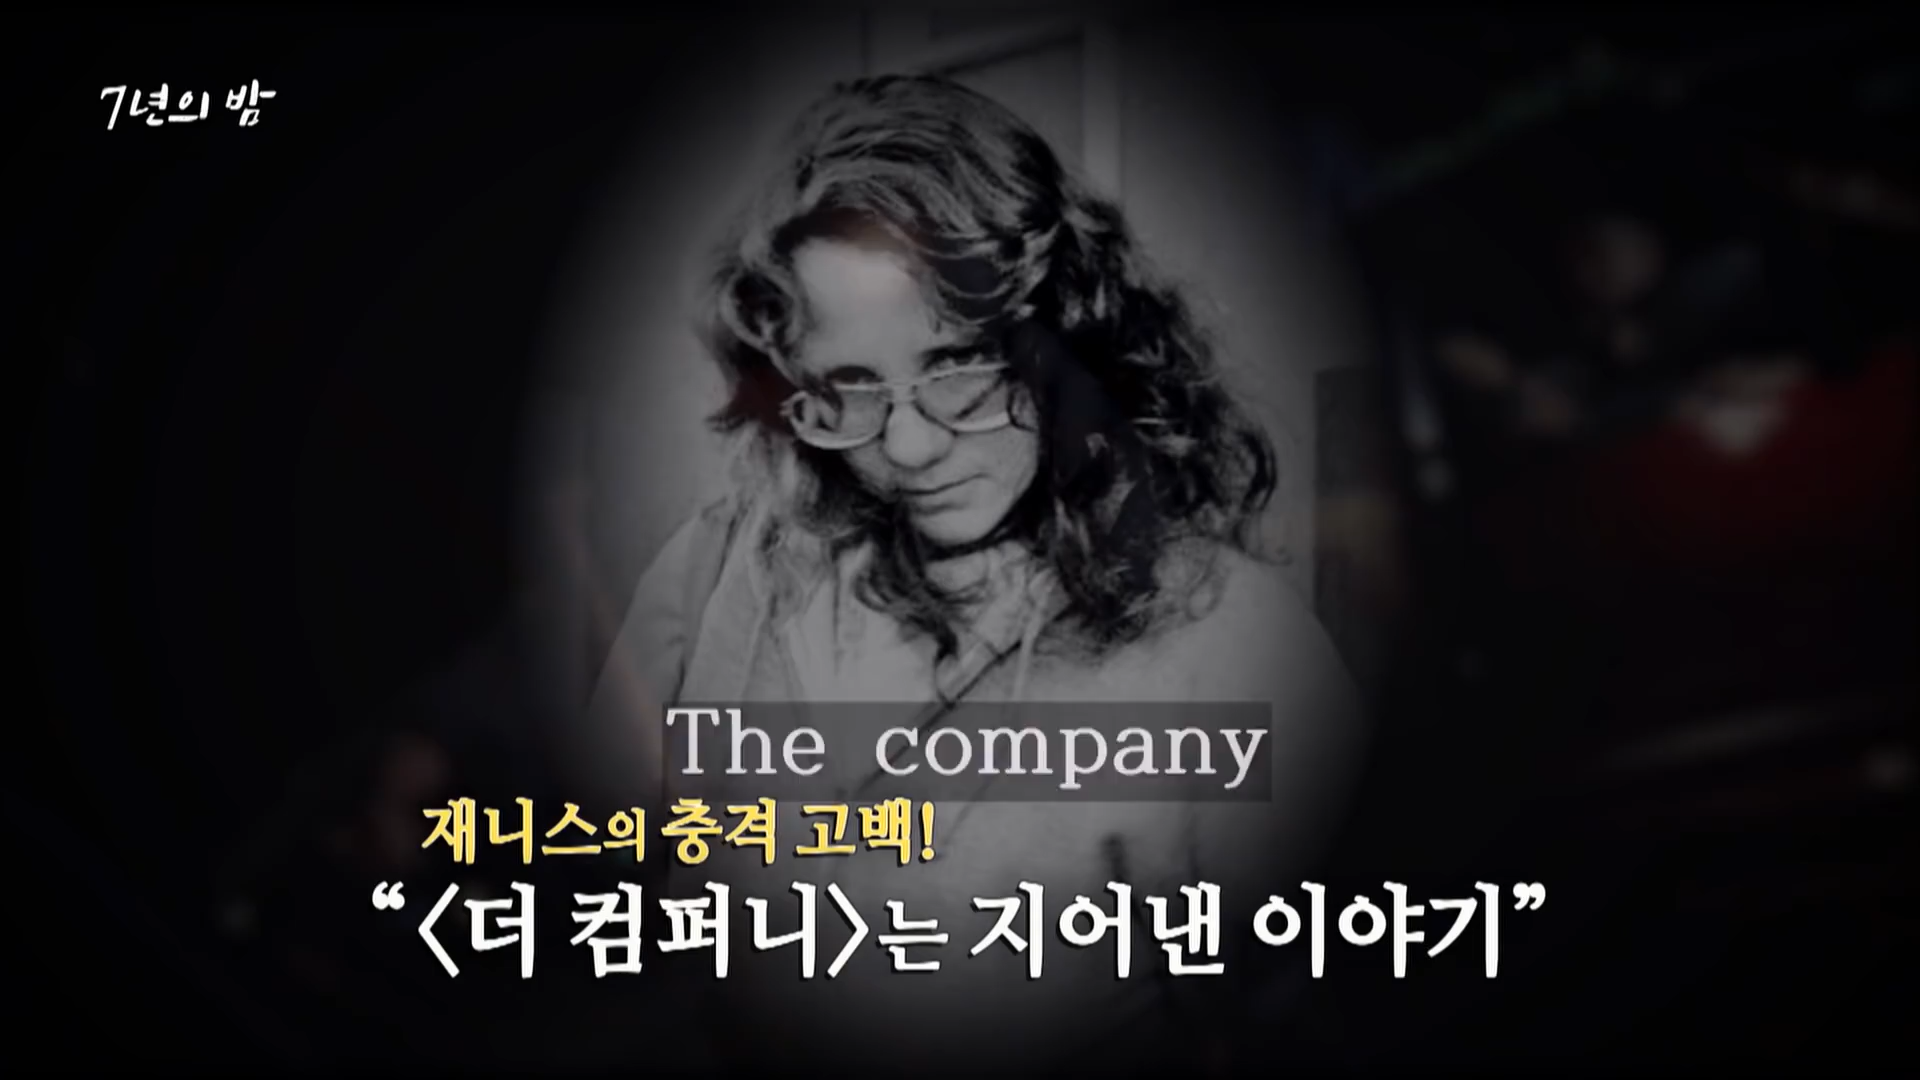 7년의 밤
The company
재니스의 충격 고백!
“〈더 컴퍼니〉는 지어낸 이야기”